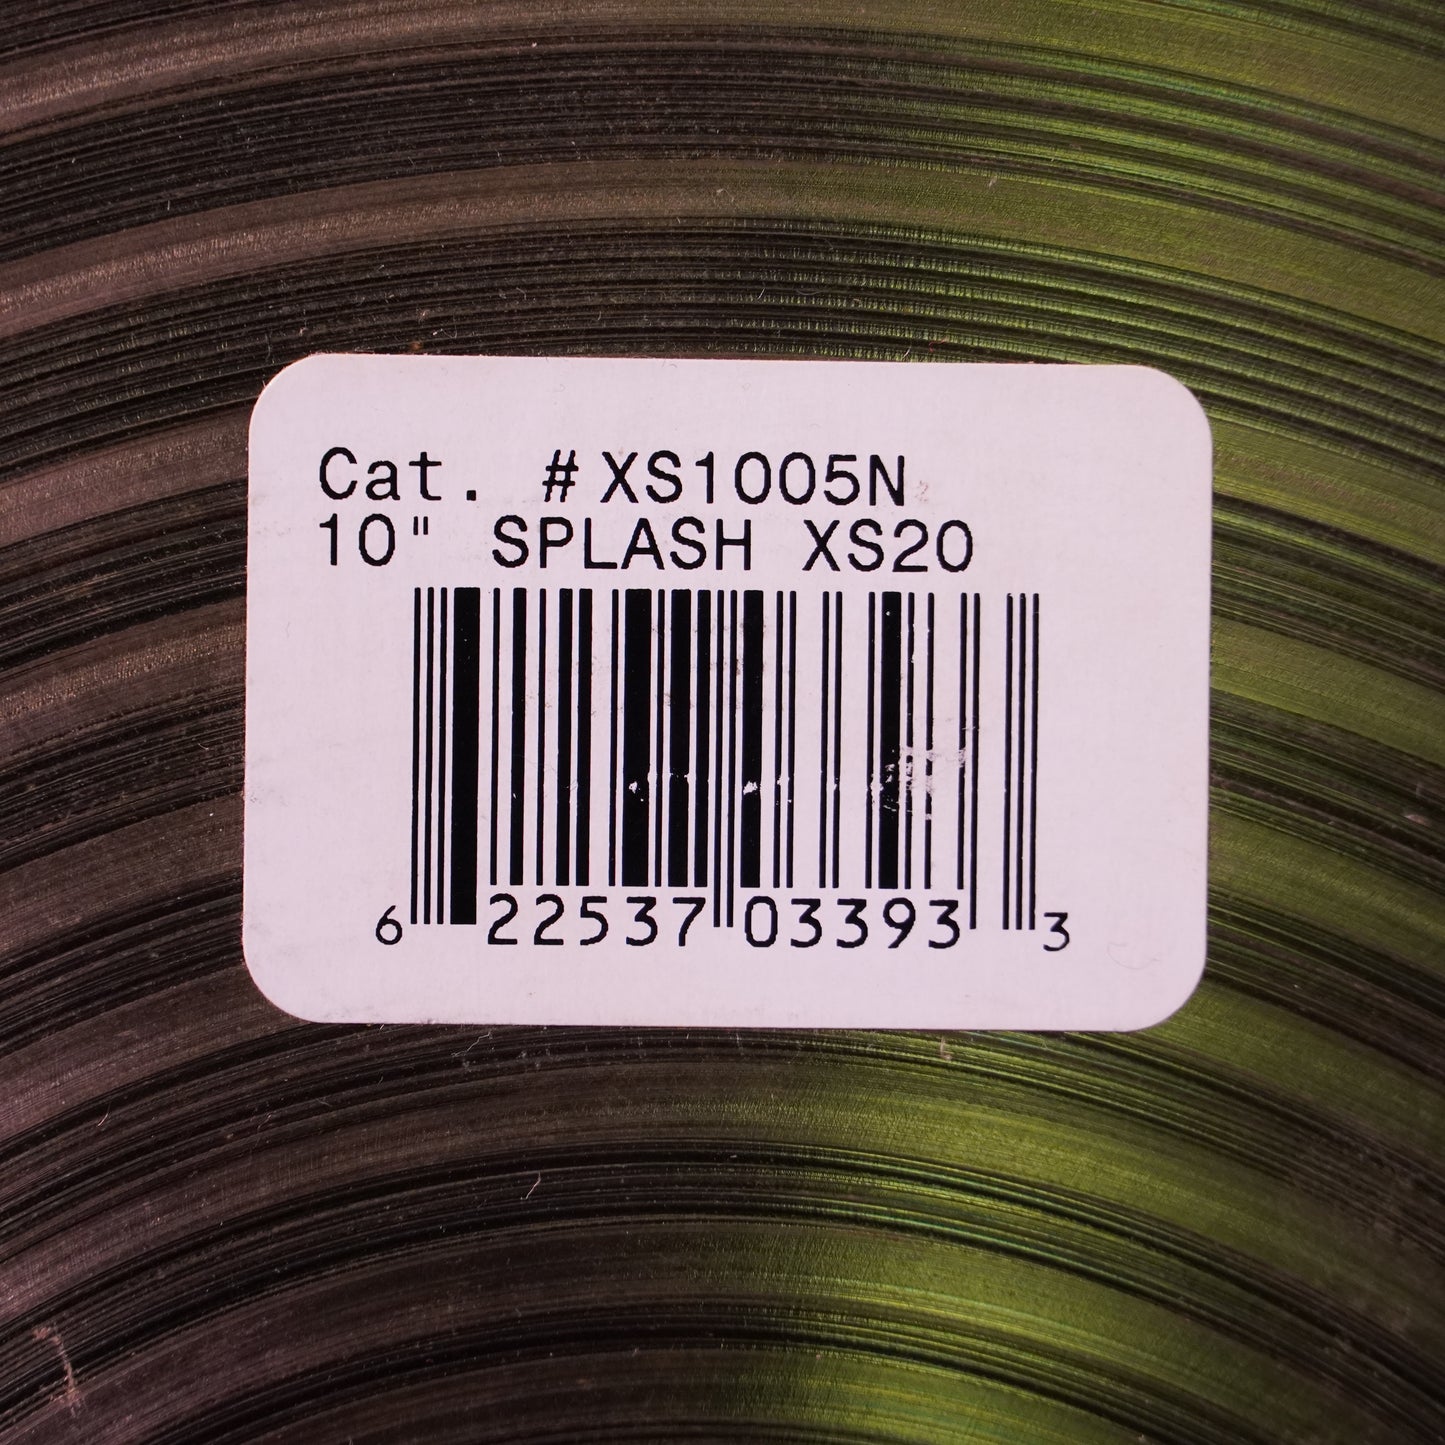 Cat. #XS1005N
10" SPLASH XS20
6 22537 03393 3